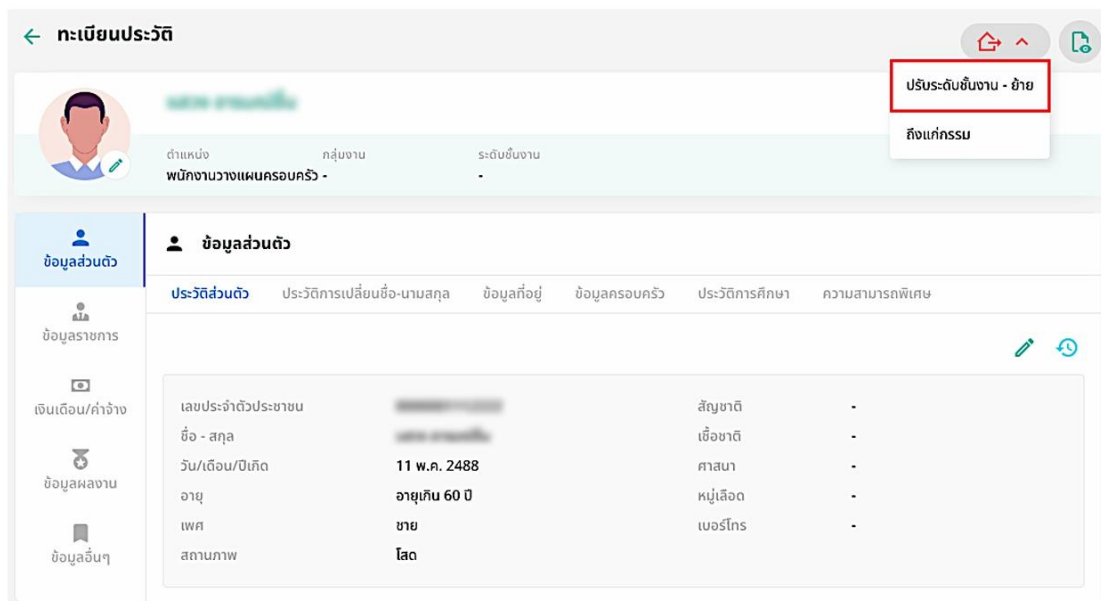 ทะเบียนประวัติ
ปรับระดับชั้นงาน - ย้าย
ถึงแก่กรรม
ตำแหน่ง กลุ่มงาน ระดับชั้นงาน
พนักงานวางแผนครอบครัว - -
ข้อมูลส่วนตัว
ข้อมูลราชการ
เงินเดือน/ค่าจ้าง
ข้อมูลผลงาน
ข้อมูลอื่นๆ
ข้อมูลส่วนตัว
ประวัติส่วนตัว ประวัติการเปลี่ยนชื่อ-นามสกุล ข้อมูลที่อยู่ ข้อมูลครอบครัว ประวัติการศึกษา ความสามารถพิเศษ
เลขประจำตัวประชาชน สัญชาติ -
ชื่อ - สกุล เชื้อชาติ -
วัน/เดือน/ปีเกิด 11 พ.ค. 2488 ศาสนา -
อายุ อายุเกิน 60 ปี หมู่เลือด -
เพศ ชาย เบอร์โทร -
สถานภาพ โสด